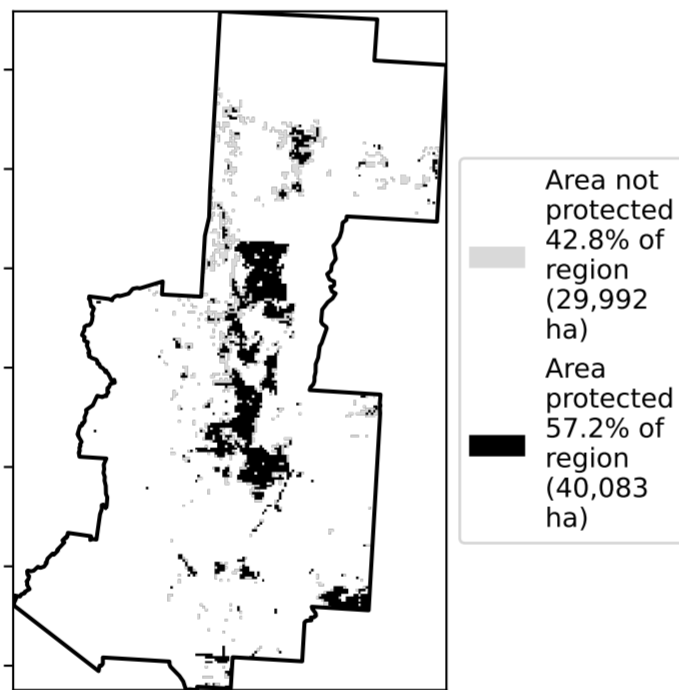 Area not
protected
42.8% of
region
(29,992
ha)
Area
protected
57.2% of
region
(40,083
ha)